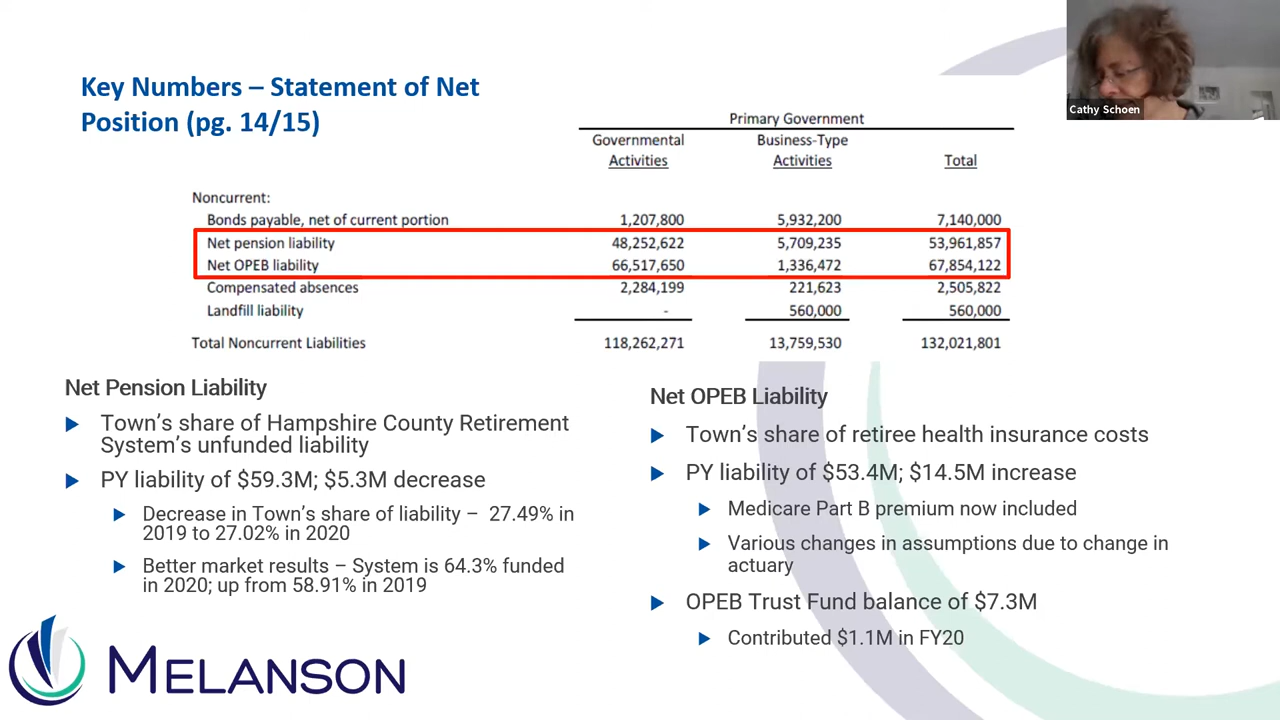 Key Numbers – Statement of Net
Position (pg. 14/15)
Cathy Schoen
Primary Government
Governmental Business-Type
Activities Activities Total
Noncurrent:
Bonds payable, net of current portion 1,207,800 5,932,200 7,140,000
Net pension liability 48,252,622 5,709,235 53,961,857
Net OPEB liability 66,517,650 1,336,472 67,854,122
Compensated absences 2,284,199 221,623 2,505,822
Landfill liability - 560,000 560,000
Total Noncurrent Liabilities 118,262,271 13,759,530 132,021,801
Net Pension Liability
Town's share of Hampshire County Retirement
System's unfunded liability
PY liability of $59.3M; $5.3M decrease
Decrease in Town's share of liability – 27.49% in
2019 to 27.02% in 2020
Better market results – System is 64.3% funded
in 2020; up from 58.91% in 2019
Net OPEB Liability
Town's share of retiree health insurance costs
PY liability of $53.4M; $14.5M increase
Medicare Part B premium now included
Various changes in assumptions due to change in
actuary
OPEB Trust Fund balance of $7.3M
Contributed $1.1M in FY20
MELANSON